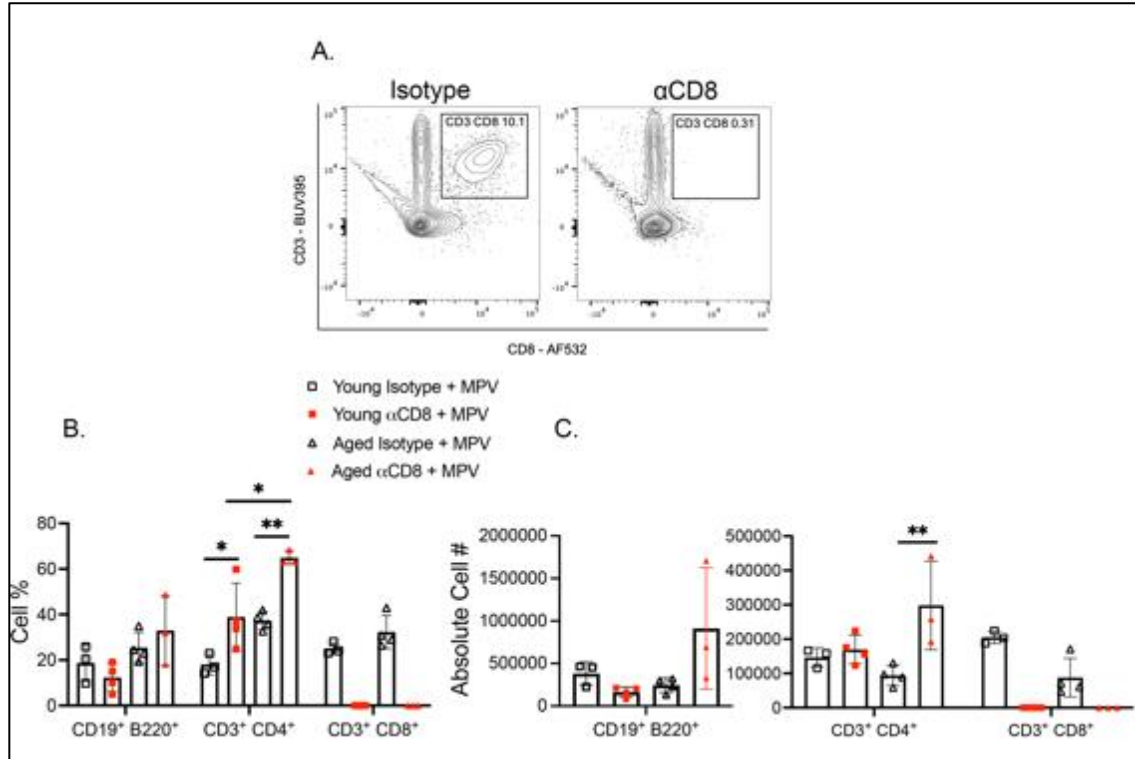 A.
Isotype
αCD8
CD3 CD8 10.1
CD3 CD8 0.31
CD3 - BUV395
CD8 - AF532
Young Isotype + MPV
Young αCD8 + MPV
Aged Isotype + MPV
Aged αCD8 + MPV
B.
C.
Cell %
80
60
40
20
0
* ** *
CD19⁺ B220⁺
CD3⁺ CD4⁺
CD3⁺ CD8⁺
Absolute Cell #
2000000
1500000
1000000
500000
0
CD19⁺ B220⁺
500000
400000
300000
200000
100000
0
**
CD3⁺ CD4⁺
CD3⁺ CD8⁺